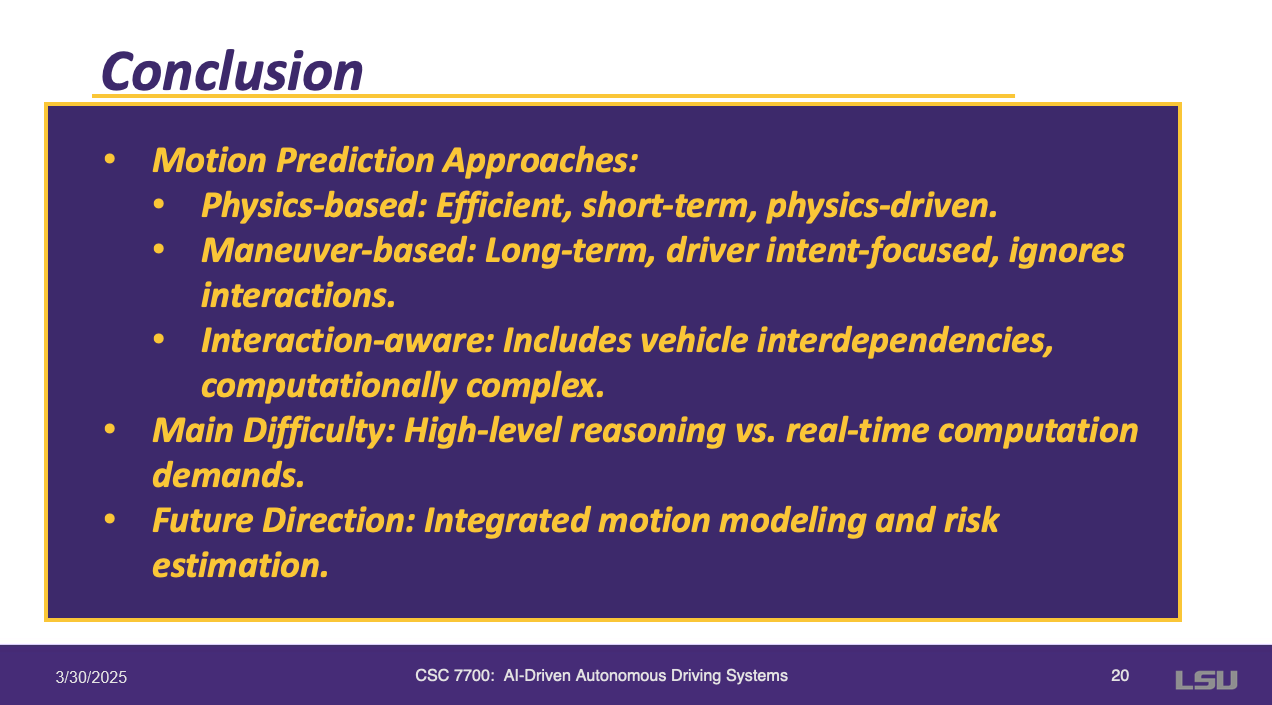 Conclusion
• Motion Prediction Approaches:
• Physics-based: Efficient, short-term, physics-driven.
• Maneuver-based: Long-term, driver intent-focused, ignores
interactions.
• Interaction-aware: Includes vehicle interdependencies,
computationally complex.
• Main Difficulty: High-level reasoning vs. real-time computation
demands.
• Future Direction: Integrated motion modeling and risk
estimation.
3/30/2025
CSC 7700:  AI-Driven Autonomous Driving Systems
20
LSU